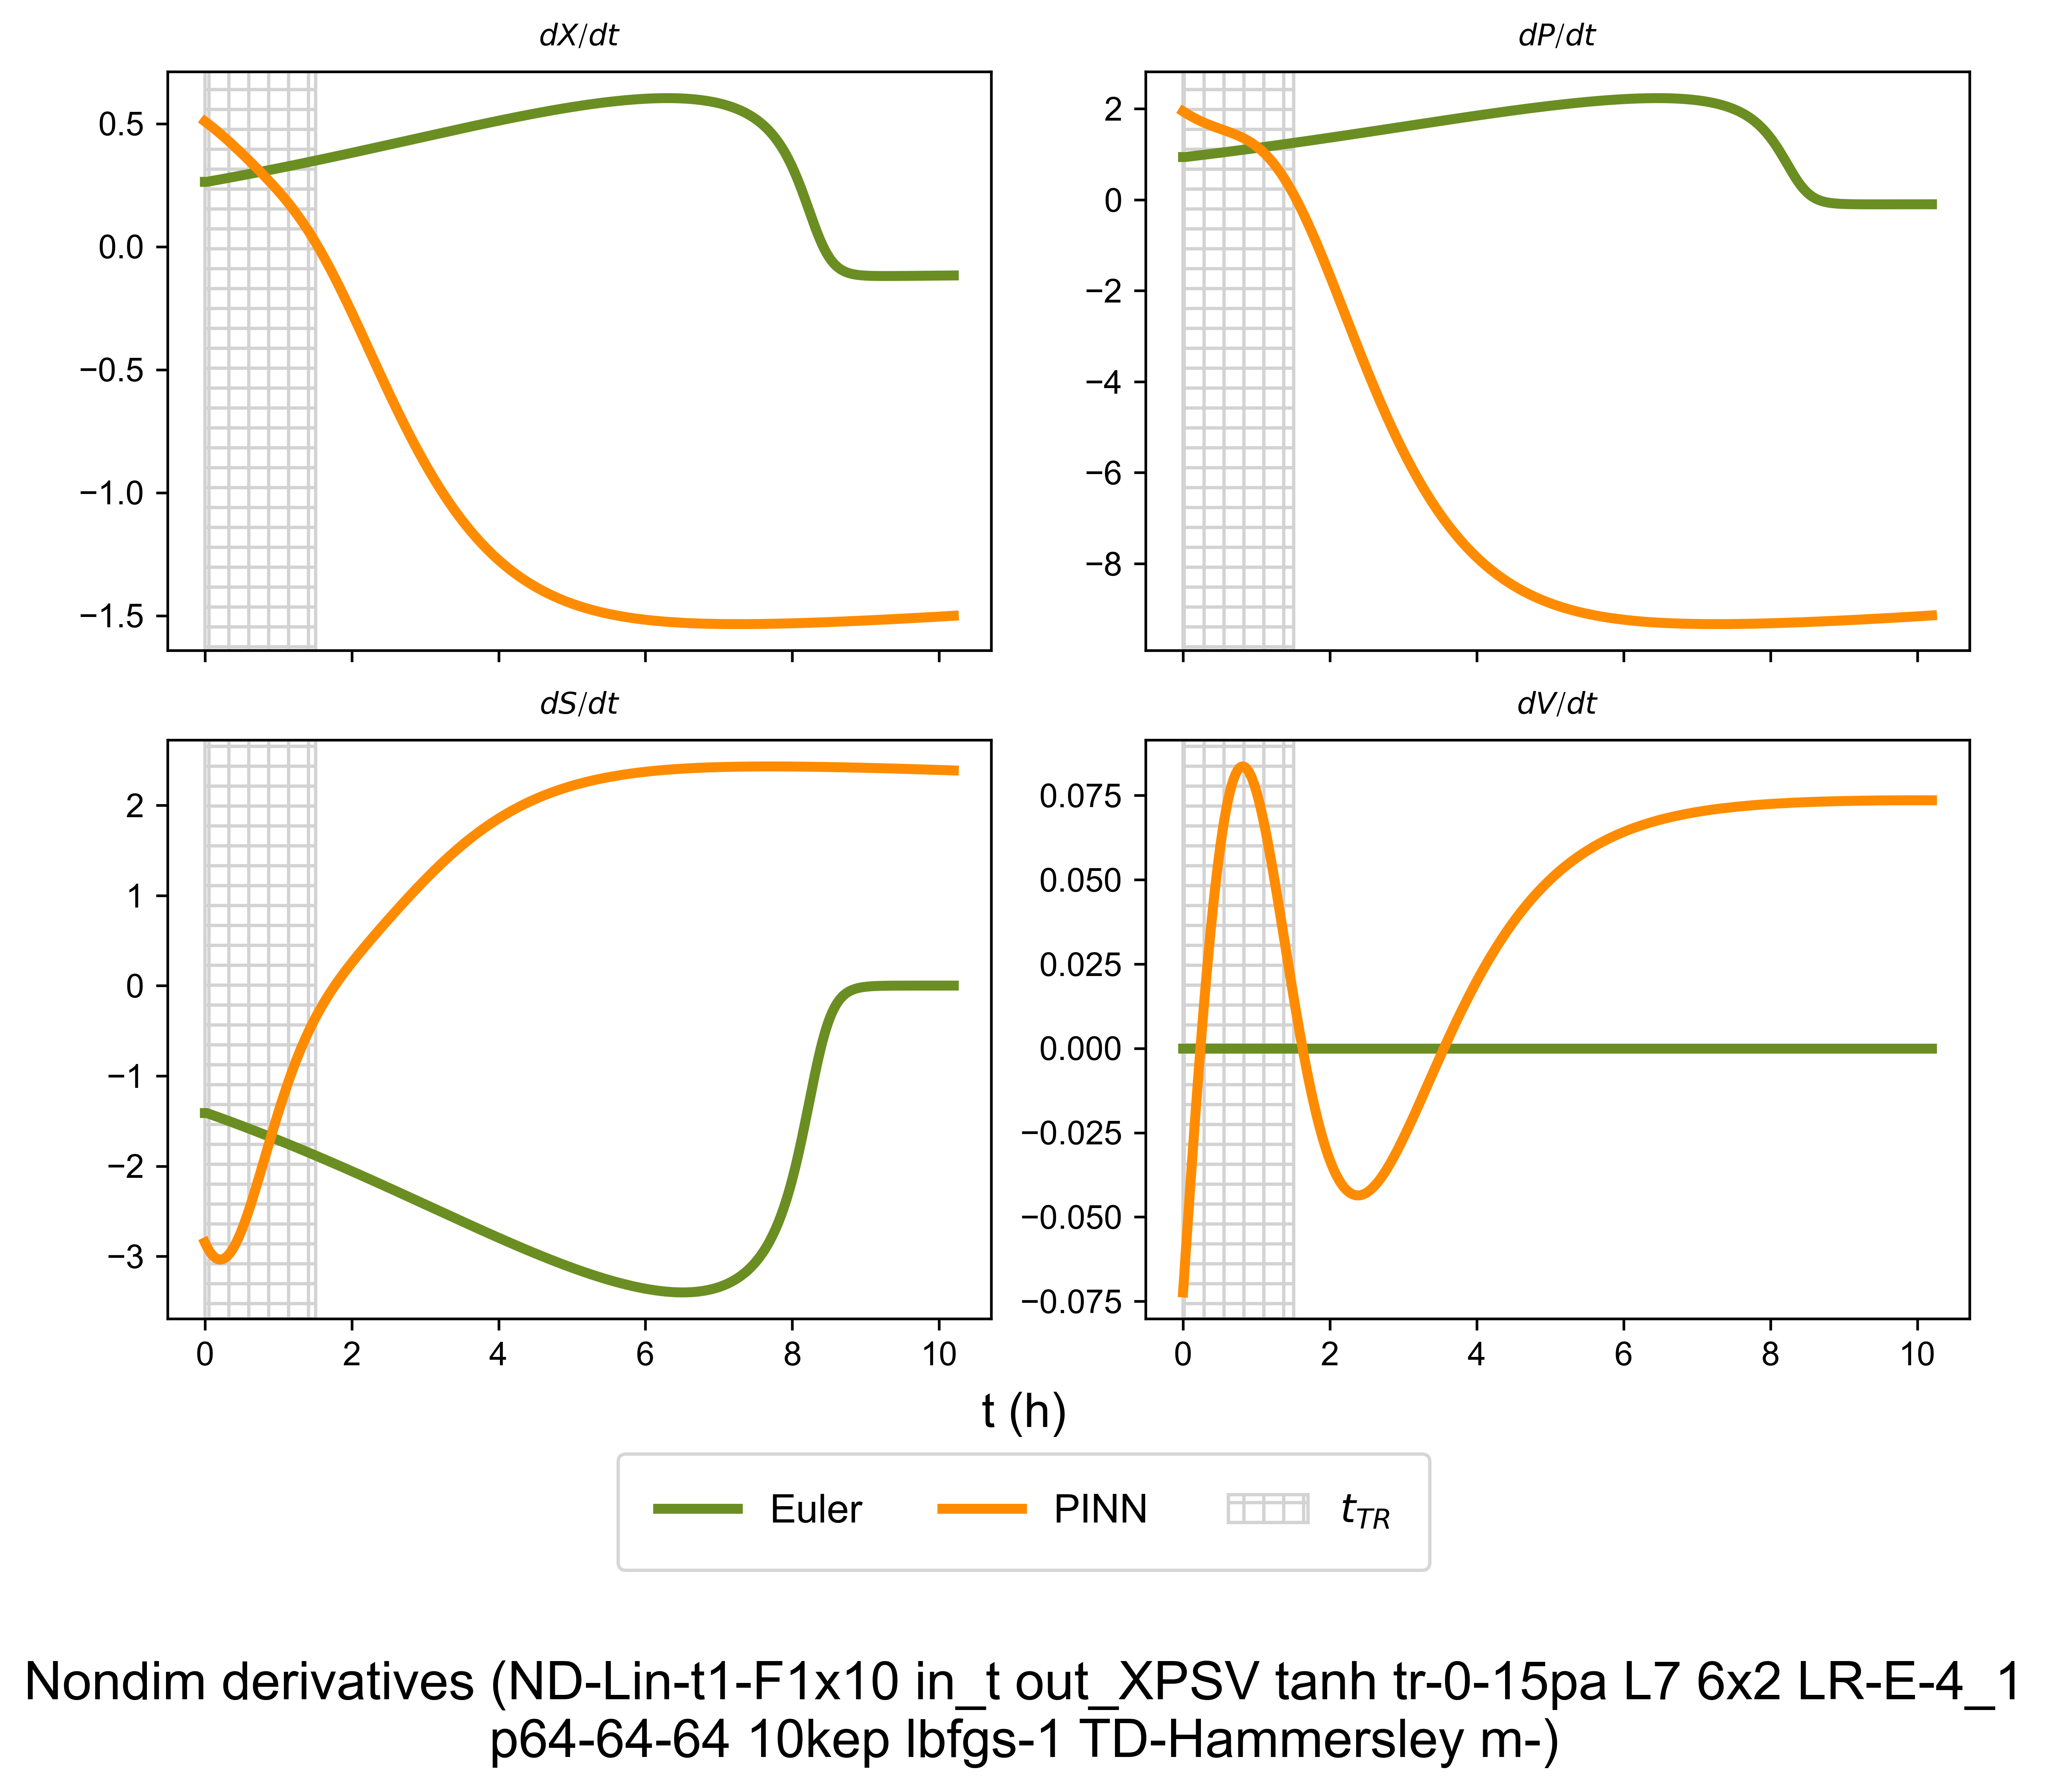 dX/dt
dP/dt
0.5
0.0
−0.5
−1.0
−1.5
2
0
−2
−4
−6
−8
dS/dt
dV/dt
2
1
0
−1
−2
−3
0.075
0.050
0.025
0.000
−0.025
−0.050
−0.075
0 2 4 6 8 10
0 2 4 6 8 10
t (h)
Euler PINN t_TR
Nondim derivatives (ND-Lin-t1-F1x10 in_t out_XPSV tanh tr-0-15pa L7 6x2 LR-E-4_1
p64-64-64 10kep lbfgs-1 TD-Hammersley m-)